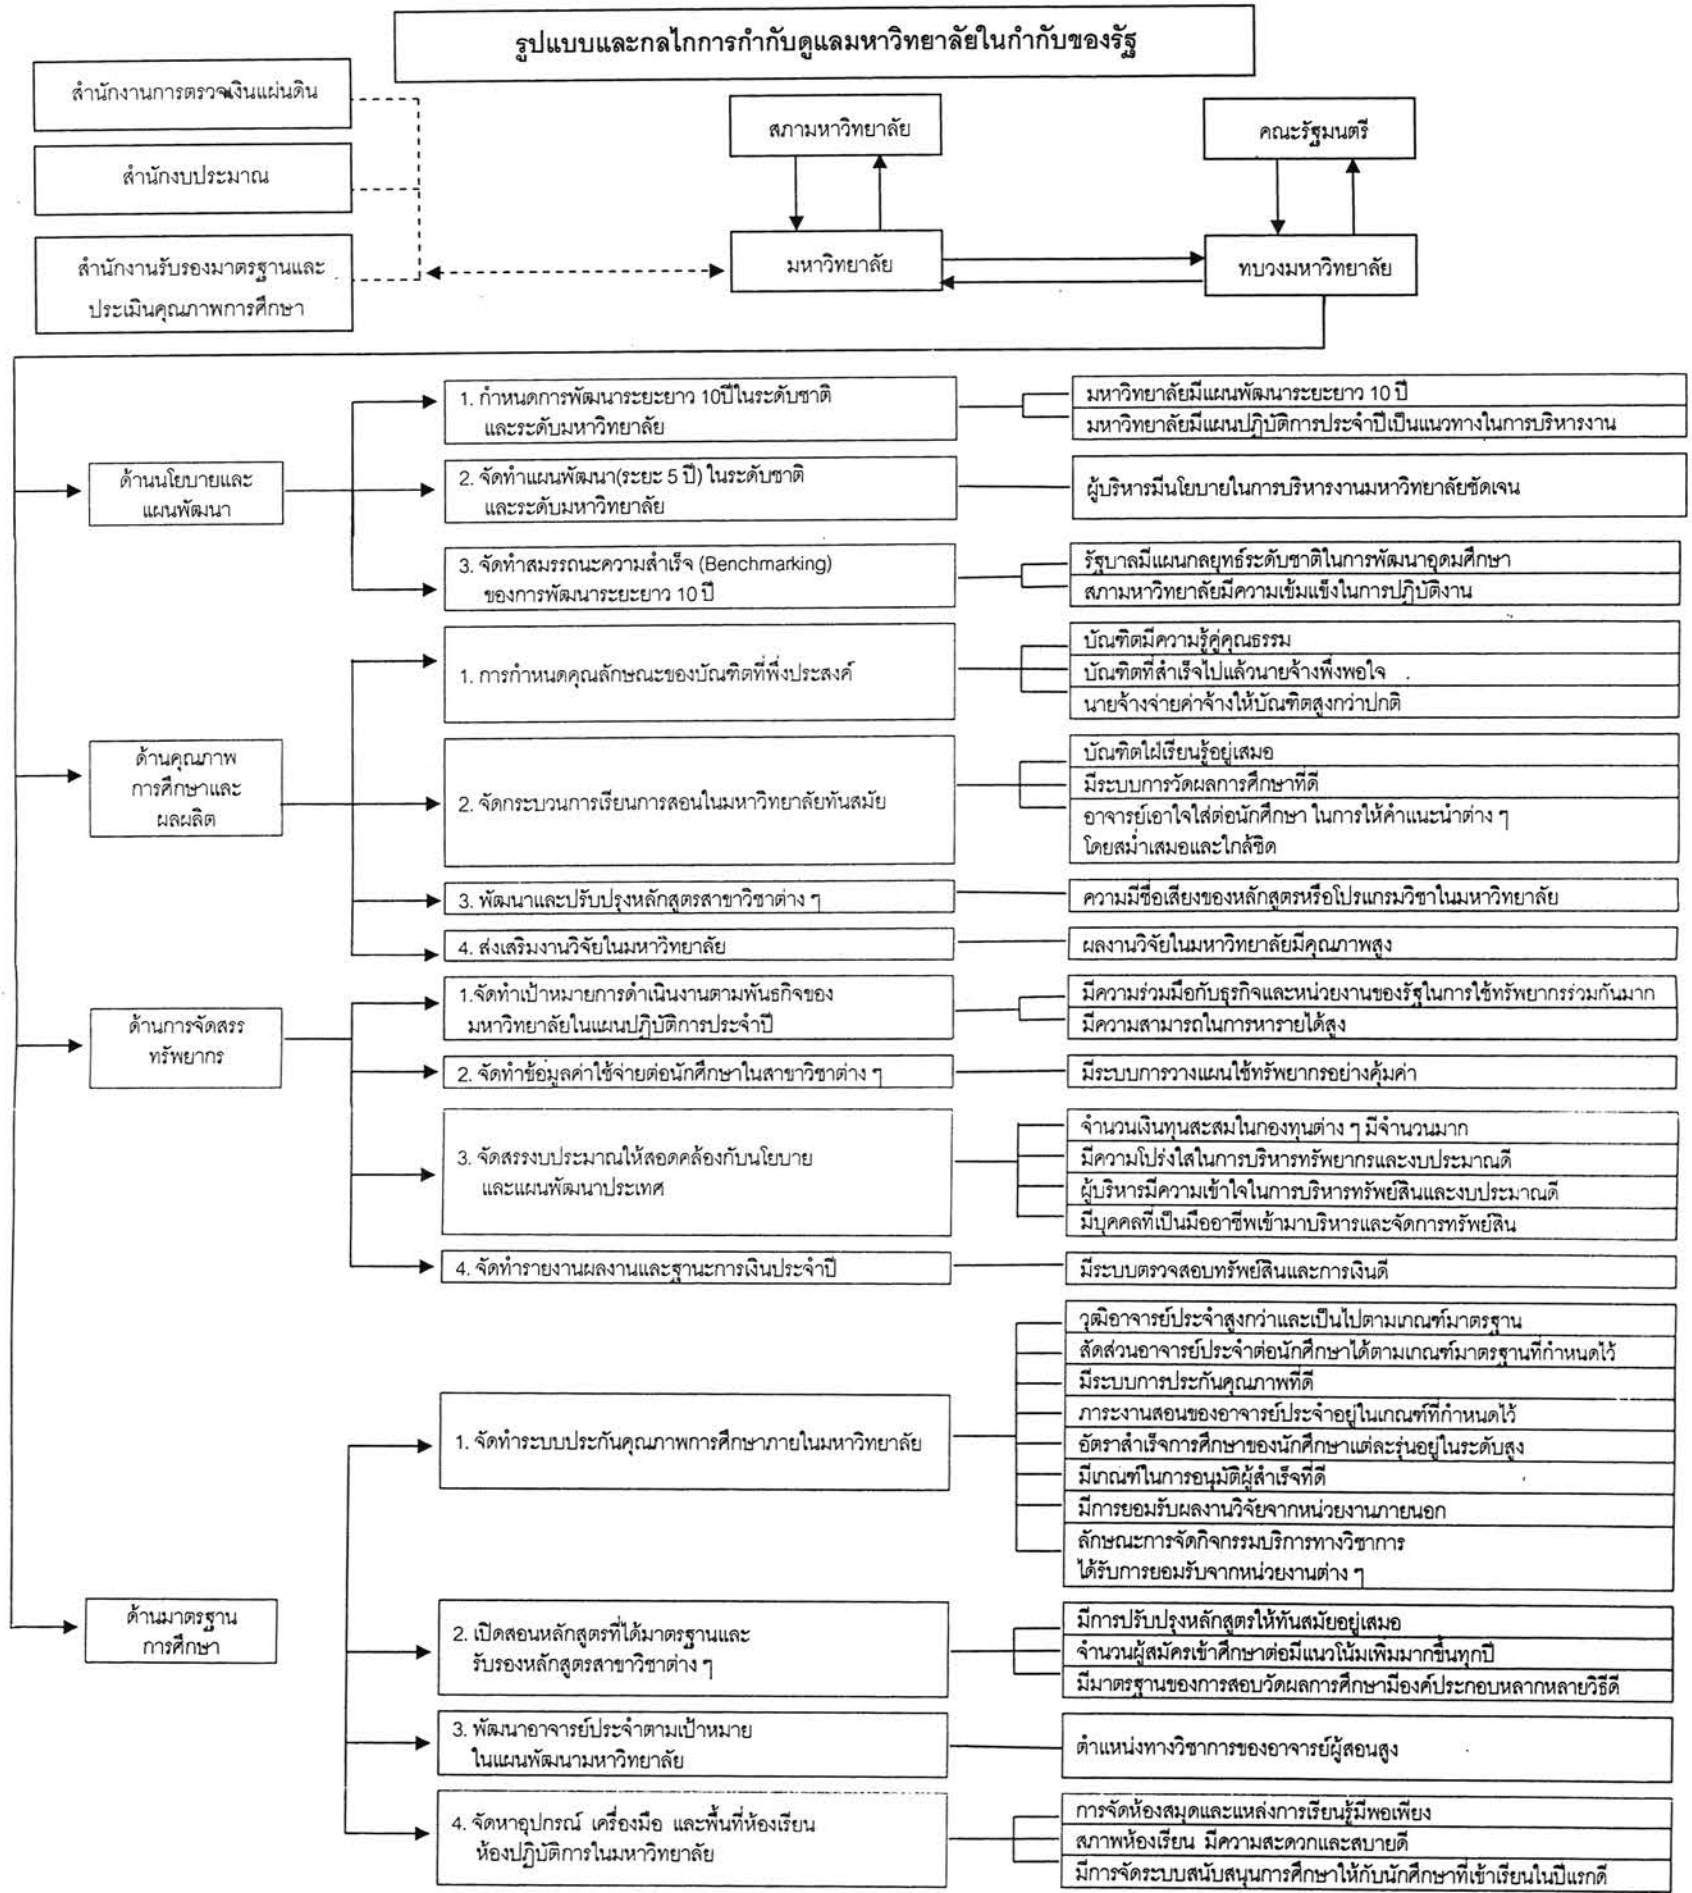 รูปแบบและกลไกการกำกับดูแลมหาวิทยาลัยในกำกับของรัฐ
สำนักงานการตรวจเงินแผ่นดิน
สำนักงบประมาณ
สำนักงานรับรองมาตรฐานและ
ประเมินคุณภาพการศึกษา
สภามหาวิทยาลัย
คณะรัฐมนตรี
มหาวิทยาลัย
ทบวงมหาวิทยาลัย
ด้านนโยบายและ
แผนพัฒนา
1. กำหนดการพัฒนาระยะยาว 10ปีในระดับชาติ
และระดับมหาวิทยาลัย
มหาวิทยาลัยมีแผนพัฒนาระยะยาว 10 ปี
มหาวิทยาลัยมีแผนปฏิบัติการประจำปีเป็นแนวทางในการบริหารงาน
2. จัดทำแผนพัฒนา(ระยะ 5 ปี) ในระดับชาติ
และระดับมหาวิทยาลัย
ผู้บริหารมีนโยบายในการบริหารงานมหาวิทยาลัยชัดเจน
3. จัดทำสมรรถนะความสำเร็จ (Benchmarking)
ของการพัฒนาระยะยาว 10 ปี
รัฐบาลมีแผนกลยุทธ์ระดับชาติในการพัฒนาอุดมศึกษา
สภามหาวิทยาลัยมีความเข้มแข็งในการปฏิบัติงาน
ด้านคุณภาพ
การศึกษาและ
ผลผลิต
1. การกำหนดคุณลักษณะของบัณฑิตที่พึ่งประสงค์
บัณฑิตมีความรู้คู่คุณธรรม
บัณฑิตที่สำเร็จไปแล้วนายจ้างพึงพอใจ
นายจ้างจ่ายค่าจ้างให้บัณฑิตสูงกว่าปกติ
2. จัดกระบวนการเรียนการสอนในมหาวิทยาลัยทันสมัย
บัณฑิตใฝ่เรียนรู้อยู่เสมอ
มีระบบการวัดผลการศึกษาที่ดี
อาจารย์เอาใจใส่ต่อนักศึกษา ในการให้คำแนะนำต่าง ๆ
โดยสม่ำเสมอและใกล้ชิด
3. พัฒนาและปรับปรุงหลักสูตรสาขาวิชาต่าง ๆ
ความมีชื่อเสียงของหลักสูตรหรือโปรแกรมวิชาในมหาวิทยาลัย
4. ส่งเสริมงานวิจัยในมหาวิทยาลัย
ผลงานวิจัยในมหาวิทยาลัยมีคุณภาพสูง
ด้านการจัดสรร
ทรัพยากร
1.จัดทำเป้าหมายการดำเนินงานตามพันธกิจของ
มหาวิทยาลัยในแผนปฏิบัติการประจำปี
มีความร่วมมือกับธุรกิจและหน่วยงานของรัฐในการใช้ทรัพยากรร่วมกันมาก
มีความสามารถในการหารายได้สูง
2. จัดทำข้อมูลค่าใช้จ่ายต่อนักศึกษาในสาขาวิชาต่าง ๆ
มีระบบการวางแผนใช้ทรัพยากรอย่างคุ้มค่า
3. จัดสรรงบประมาณให้สอดคล้องกับนโยบาย
และแผนพัฒนาประเทศ
จำนวนเงินทุนสะสมในกองทุนต่าง ๆ มีจำนวนมาก
มีความโปร่งใสในการบริหารทรัพยากรและงบประมาณดี
ผู้บริหารมีความเข้าใจในการบริหารทรัพย์สินและงบประมาณดี
มีบุคคลที่เป็นมืออาชีพเข้ามาบริหารและจัดการทรัพย์สิน
4. จัดทำรายงานผลงานและฐานะการเงินประจำปี
มีระบบตรวจสอบทรัพย์สินและการเงินดี
ด้านมาตรฐาน
การศึกษา
1. จัดทำระบบประกันคุณภาพการศึกษาภายในมหาวิทยาลัย
วุฒิอาจารย์ประจำสูงกว่าและเป็นไปตามเกณฑ์มาตรฐาน
สัดส่วนอาจารย์ประจำต่อนักศึกษาได้ตามเกณฑ์มาตรฐานที่กำหนดไว้
มีระบบการประกันคุณภาพที่ดี
ภาระงานสอนของอาจารย์ประจำอยู่ในเกณฑ์ที่กำหนดไว้
อัตราสำเร็จการศึกษาของนักศึกษาแต่ละรุ่นอยู่ในระดับสูง
มีเกณฑ์ในการอนุมัติผู้สำเร็จที่ดี
มีการยอมรับผลงานวิจัยจากหน่วยงานภายนอก
ลักษณะการจัดกิจกรรมบริการทางวิชาการ
ได้รับการยอมรับจากหน่วยงานต่าง ๆ
2. เปิดสอนหลักสูตรที่ได้มาตรฐานและ
รับรองหลักสูตรสาขาวิชาต่าง ๆ
มีการปรับปรุงหลักสูตรให้ทันสมัยอยู่เสมอ
จำนวนผู้สมัครเข้าศึกษาต่อมีแนวโน้มเพิ่มมากขึ้นทุกปี
มีมาตรฐานของการสอบวัดผลการศึกษามีองค์ประกอบหลากหลายวิธีดี
3. พัฒนาอาจารย์ประจำตามเป้าหมาย
ในแผนพัฒนามหาวิทยาลัย
ตำแหน่งทางวิชาการของอาจารย์ผู้สอนสูง
4. จัดหาอุปกรณ์ เครื่องมือ และพื้นที่ห้องเรียน
ห้องปฏิบัติการในมหาวิทยาลัย
การจัดห้องสมุดและแหล่งการเรียนรู้มีพอเพียง
สภาพห้องเรียน มีความสะดวกและสบายดี
มีการจัดระบบสนับสนุนการศึกษาให้กับนักศึกษาที่เข้าเรียนในปีแรกดี